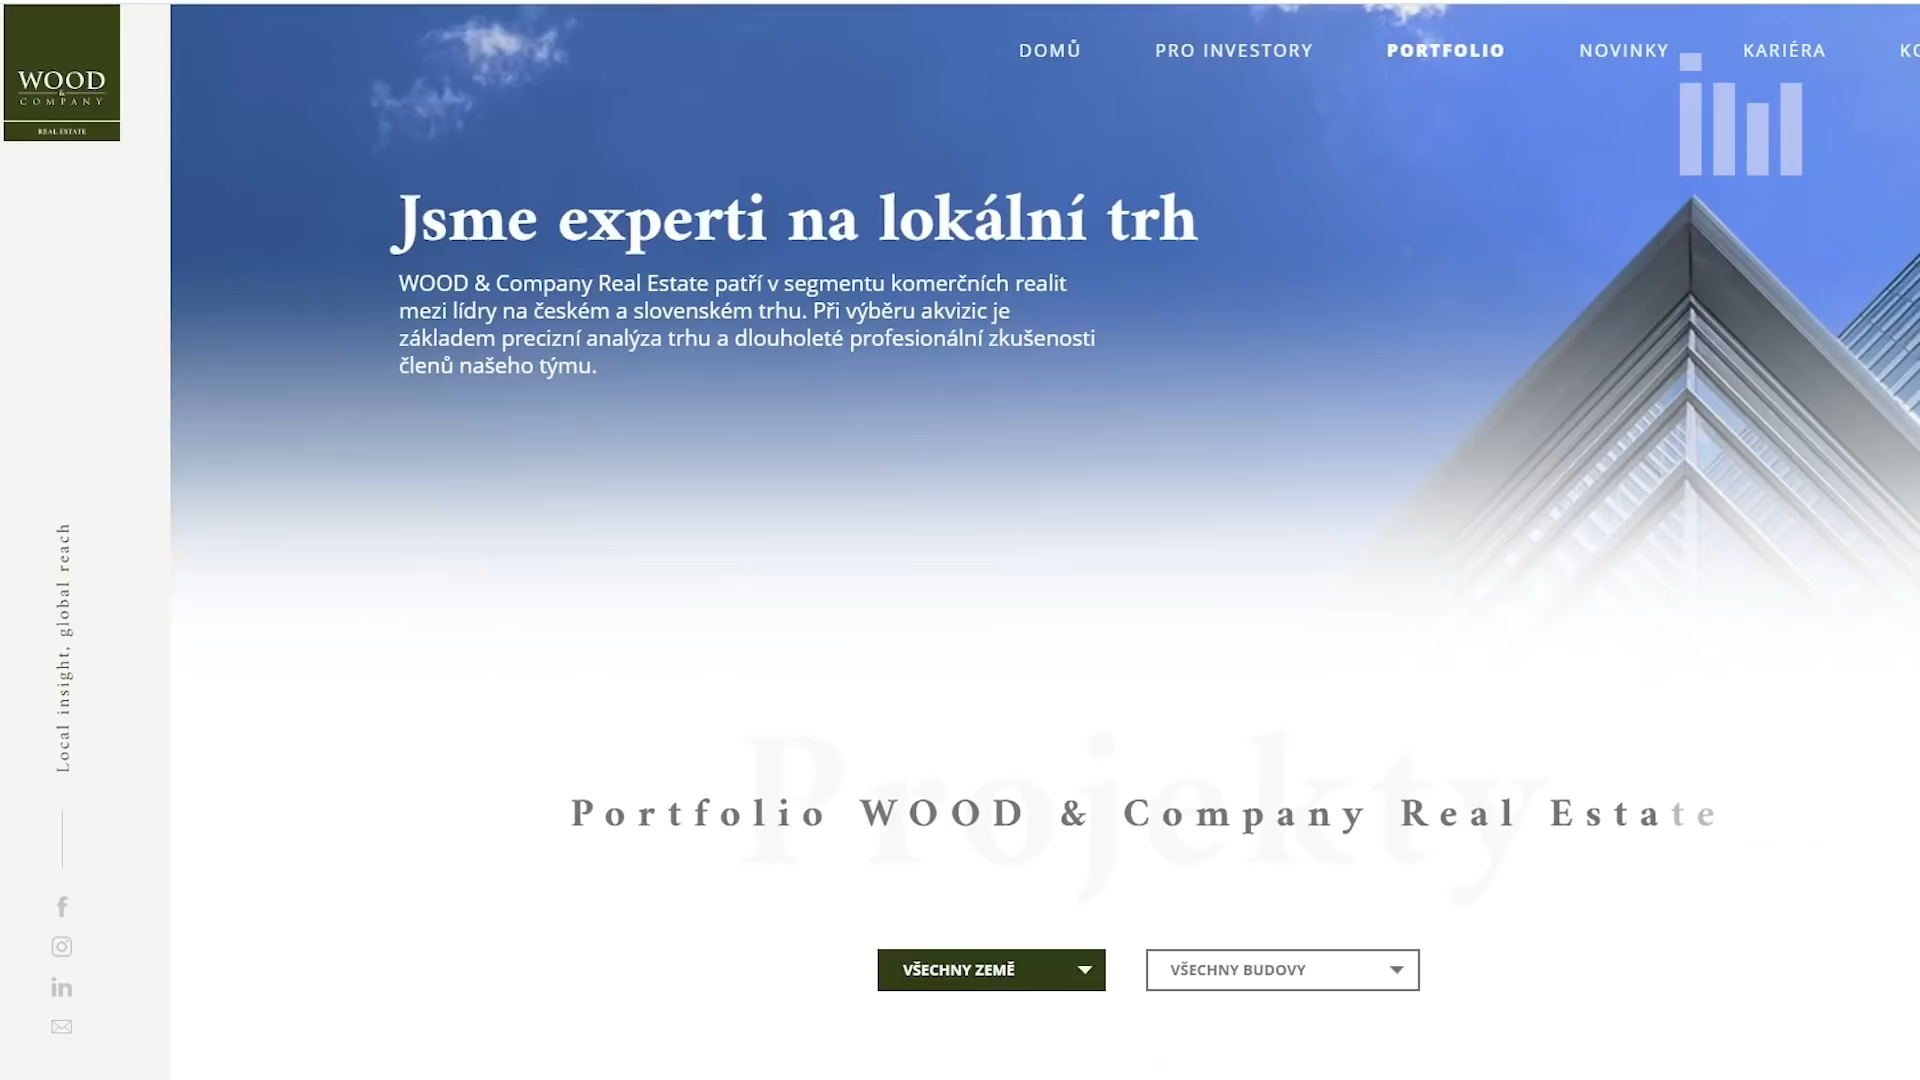 WOOD
&
COMPANY
REAL ESTATE
DOMŮ PRO INVESTORY PORTFOLIO NOVINKY KARIÉRA
Jsme experti na lokální trh
WOOD & Company Real Estate patří v segmentu komerčních realit
mezi lídry na českém a slovenském trhu. Při výběru akvizic je
základem precizní analýza trhu a dlouholeté profesionální zkušenosti
členů našeho týmu.
Local insight, global reach
Projekty
Portfolio WOOD & Company Real Estate
VŠECHNY ZEMĚ VŠECHNY BUDOVY